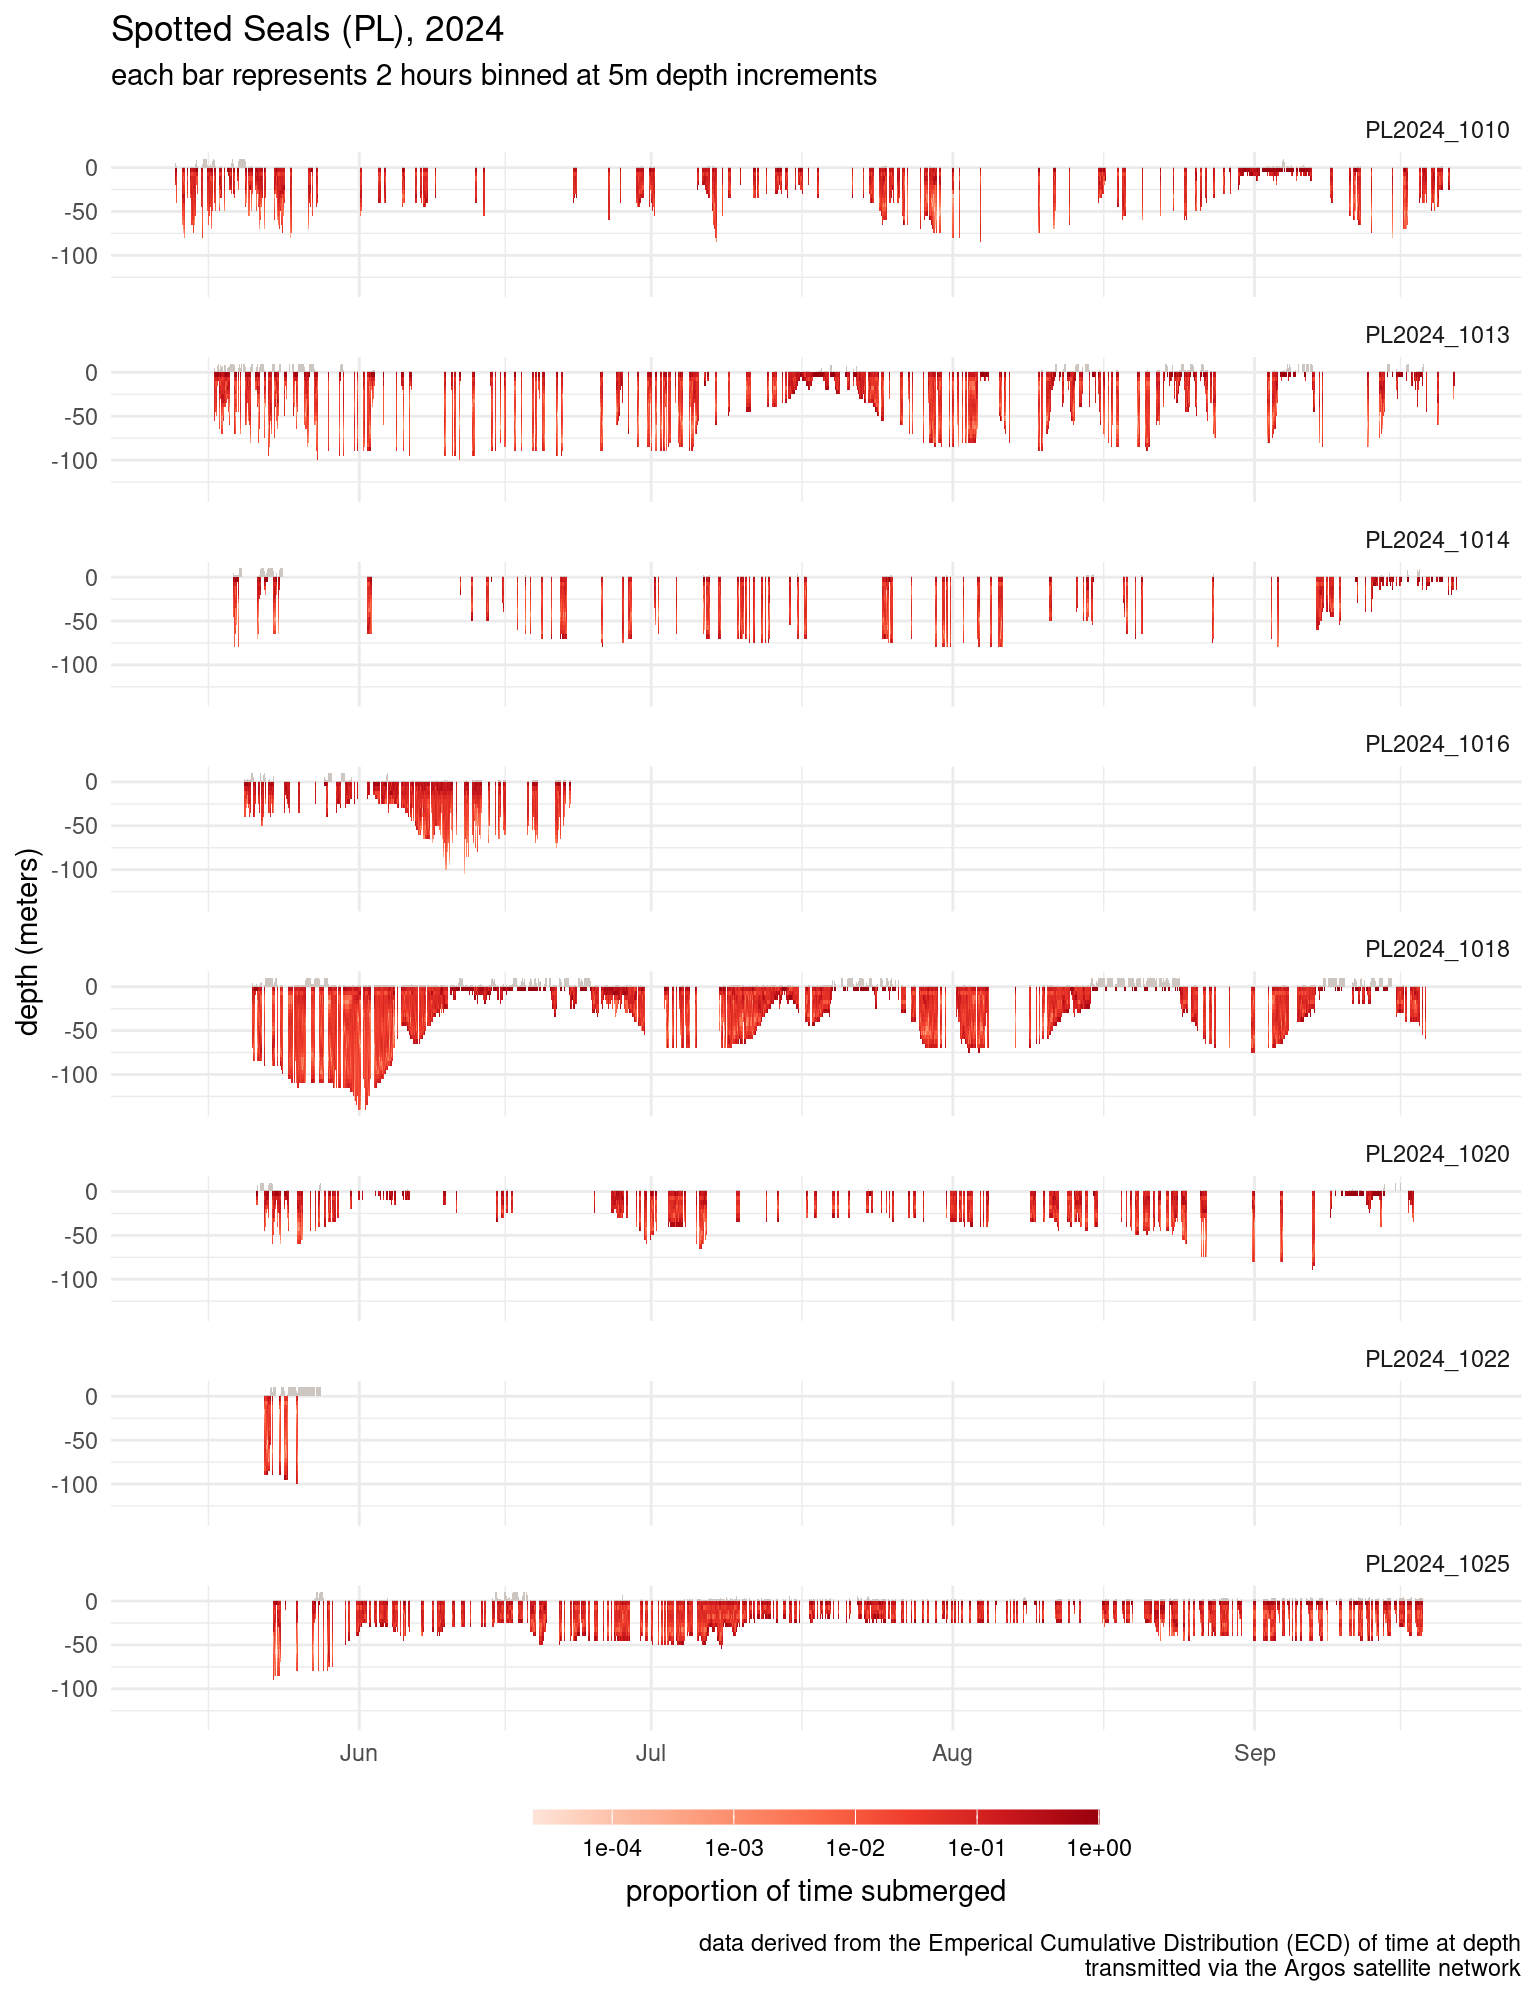 Spotted Seals (PL), 2024
each bar represents 2 hours binned at 5m depth increments
PL2024_1010
0
-50
-100
PL2024_1013
0
-50
-100
PL2024_1014
0
-50
-100
PL2024_1016
0
-50
-100
depth (meters)
PL2024_1018
0
-50
-100
PL2024_1020
0
-50
-100
PL2024_1022
0
-50
-100
PL2024_1025
0
-50
-100
Jun Jul Aug Sep
1e-04 1e-03 1e-02 1e-01 1e+00
proportion of time submerged
data derived from the Emperical Cumulative Distribution (ECD) of time at depth
transmitted via the Argos satellite network